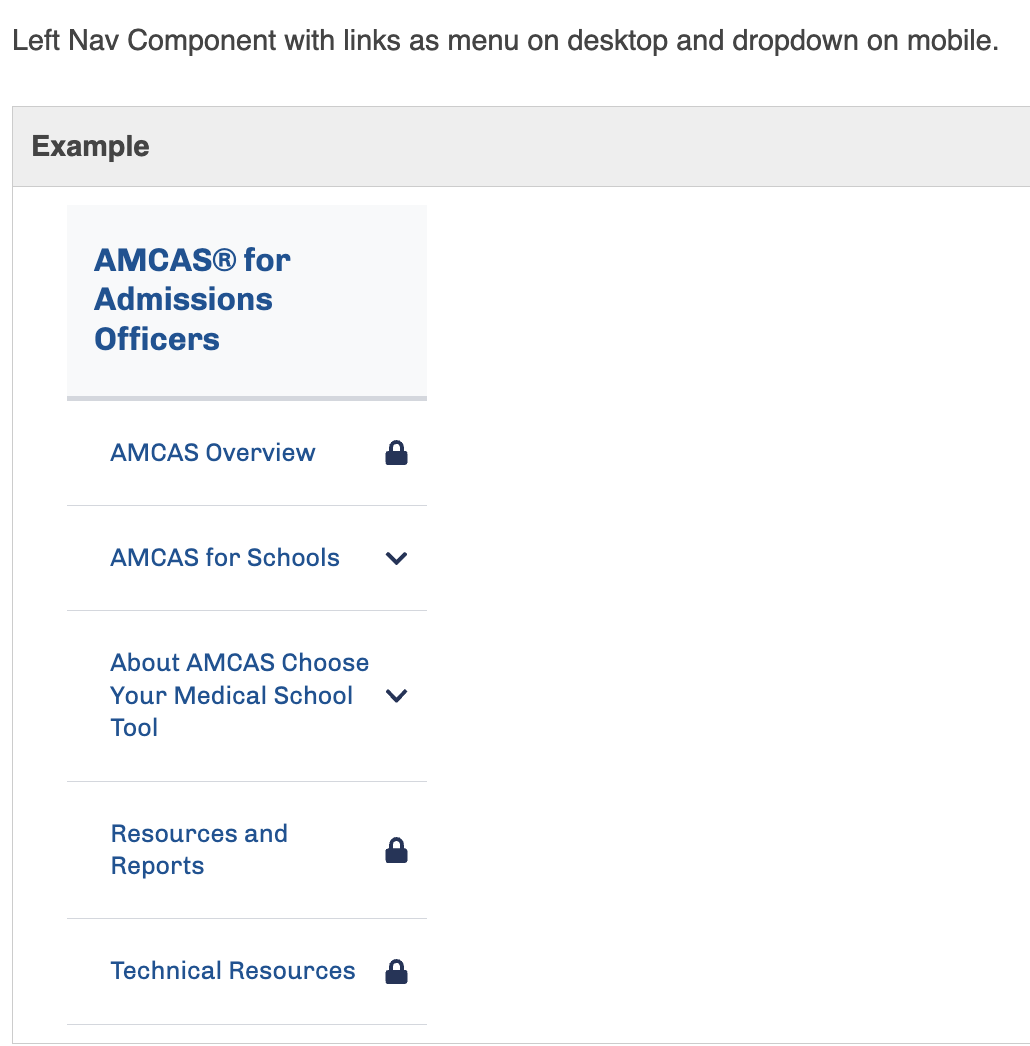 Left Nav Component with links as menu on desktop and dropdown on mobile.
Example
AMCAS® for
Admissions
Officers
AMCAS Overview
AMCAS for Schools
About AMCAS Choose
Your Medical School
Tool
Resources and
Reports
Technical Resources